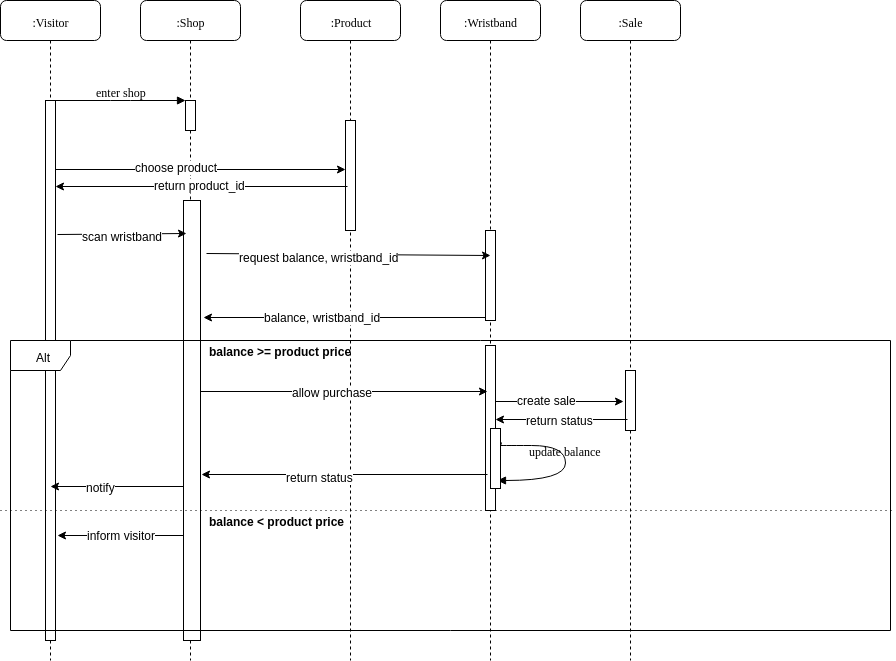 :Visitor
:Shop
:Product
:Wristband
:Sale
enter shop
choose product
return product_id
scan wristband
request balance, wristband_id
balance, wristband_id
Alt
balance >= product price
allow purchase
create sale
return status
update balance
return status
notify
balance < product price
inform visitor